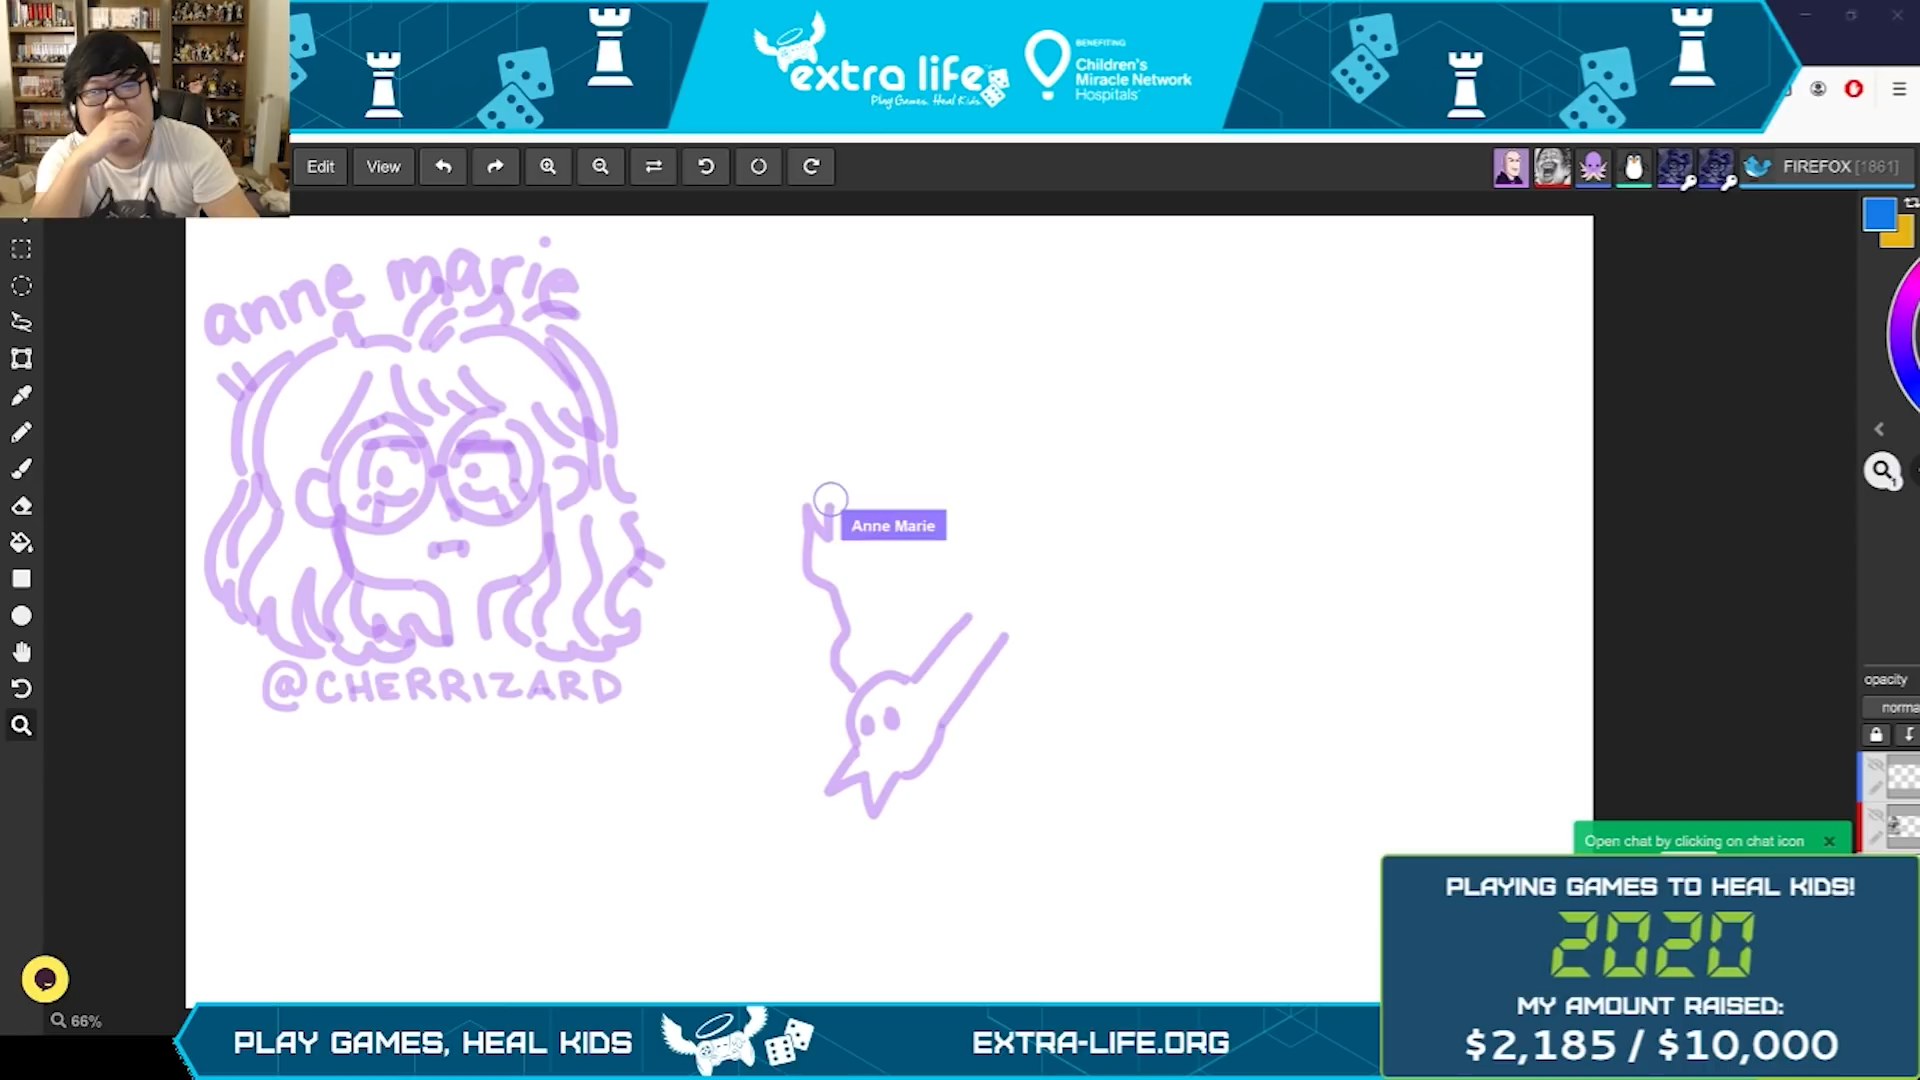 extra life
Play Games. Heal Kids.
BENEFITING
Children's
Miracle Network
Hospitals
Edit
View
FIREFOX [1861]
anne marie
Anne Marie
@CHERRIZARD
opacity
norma
Open chat by clicking on chat icon
PLAYING GAMES TO HEAL KIDS!
2020
MY AMOUNT RAISED:
$2,185 / $10,000
66%
PLAY GAMES, HEAL KIDS
EXTRA-LIFE.ORG